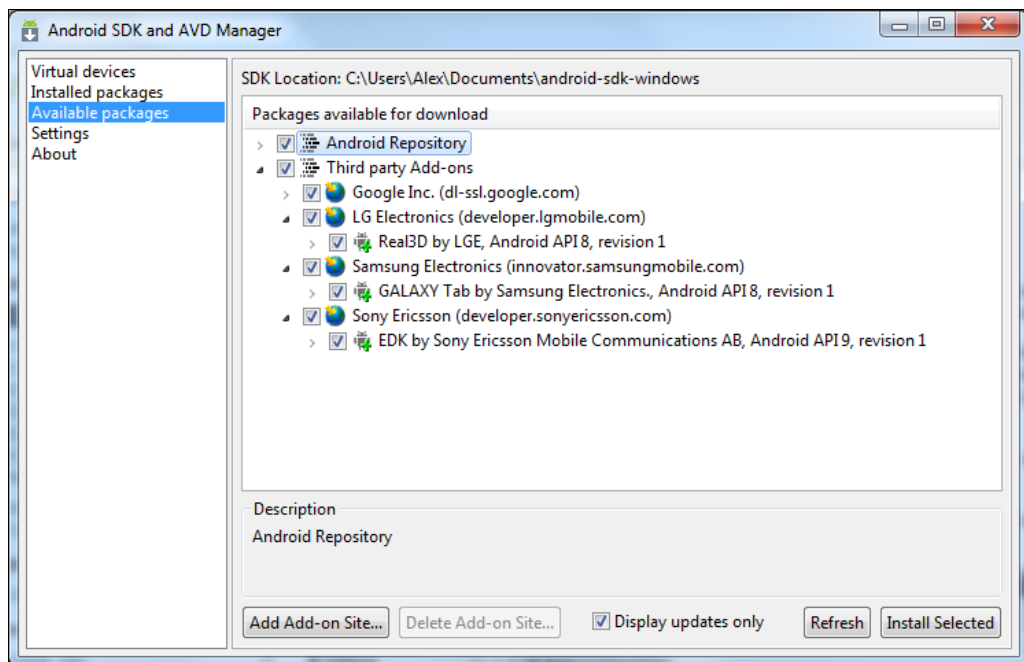 Android SDK and AVD Manager
Virtual devices
Installed packages
Available packages
Settings
About
SDK Location: C:\Users\Alex\Documents\android-sdk-windows
Packages available for download
Android Repository
Third party Add-ons
Google Inc. (dl-ssl.google.com)
LG Electronics (developer.lgmobile.com)
Real3D by LGE, Android API 8, revision 1
Samsung Electronics (innovator.samsungmobile.com)
GALAXY Tab by Samsung Electronics., Android API 8, revision 1
Sony Ericsson (developer.sonyericsson.com)
EDK by Sony Ericsson Mobile Communications AB, Android API 9, revision 1
Description
Android Repository
Add Add-on Site... Delete Add-on Site... Display updates only Refresh Install Selected